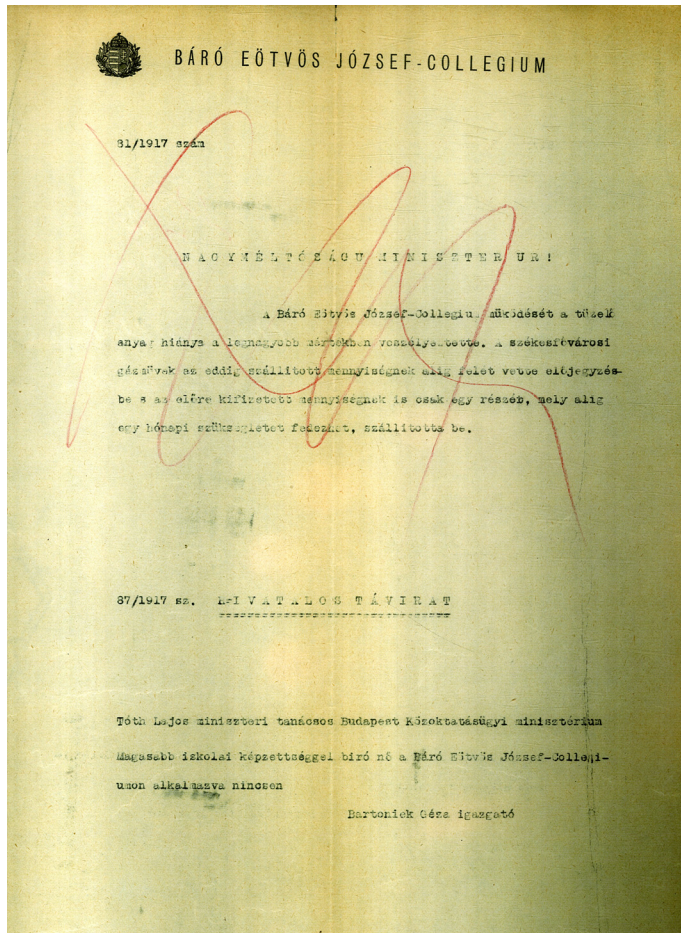 BÁRÓ EÖTVÖS JÓZSEF-COLLEGIUM
81/1917 szám
NAGYMÉLTÓSÁGU MINISZTER UR!
A Báró Eötvös József-Collegium működését a tüzelő
anyag hiánya a legnagyobb mértékben veszélyeztette. A székesfővárosi
gázművek az eddig szállitott mennyiségnek alig felét vette előjegyzés-
be s az előre kifizetett mennyiségnek is csak egy részét, mely alig
egy hónapi szükségletet fedezhet, szállitotta be.
87/1917 sz. HIVATALOS TÁVIRAT
Tóth Lajos miniszteri tanácsos Budapest Közoktatásügyi minisztérium
Magasabb iskolai képzettséggel biró nő a Báró Eötvös József-Collegi-
umon alkalmazva nincsen
Bartoniek Géza igazgató